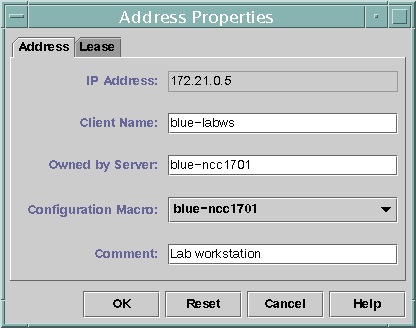 Address Properties
Address Lease
IP Address: 172.21.0.5
Client Name: blue-labws
Owned by Server: blue-ncc1701
Configuration Macro: blue-ncc1701
Comment: Lab workstation
OK Reset Cancel Help